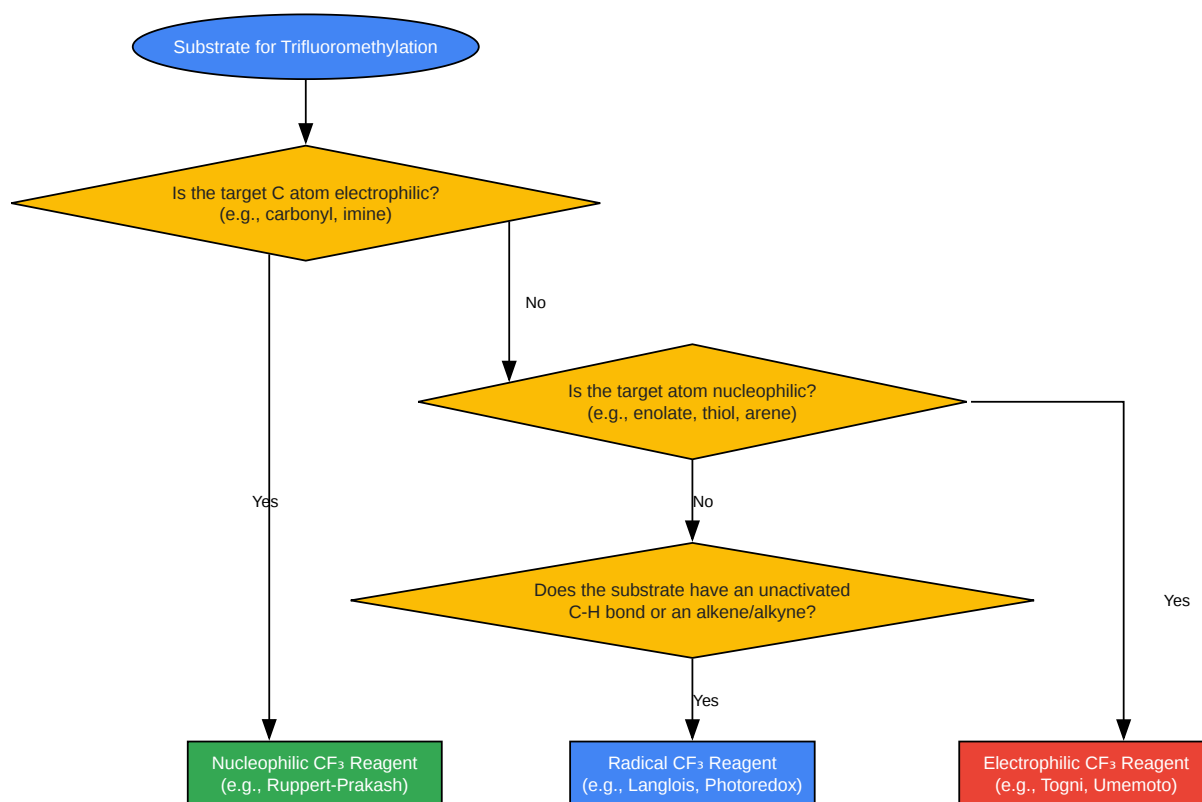 Substrate for Trifluoromethylation
Is the target C atom electrophilic?
(e.g., carbonyl, imine)
No
Is the target atom nucleophilic?
(e.g., enolate, thiol, arene)
Yes
No
Does the substrate have an unactivated
C-H bond or an alkene/alkyne?
Yes
Yes
Nucleophilic CF₃ Reagent
(e.g., Ruppert-Prakash)
Radical CF₃ Reagent
(e.g., Langlois, Photoredox)
Electrophilic CF₃ Reagent
(e.g., Togni, Umemoto)